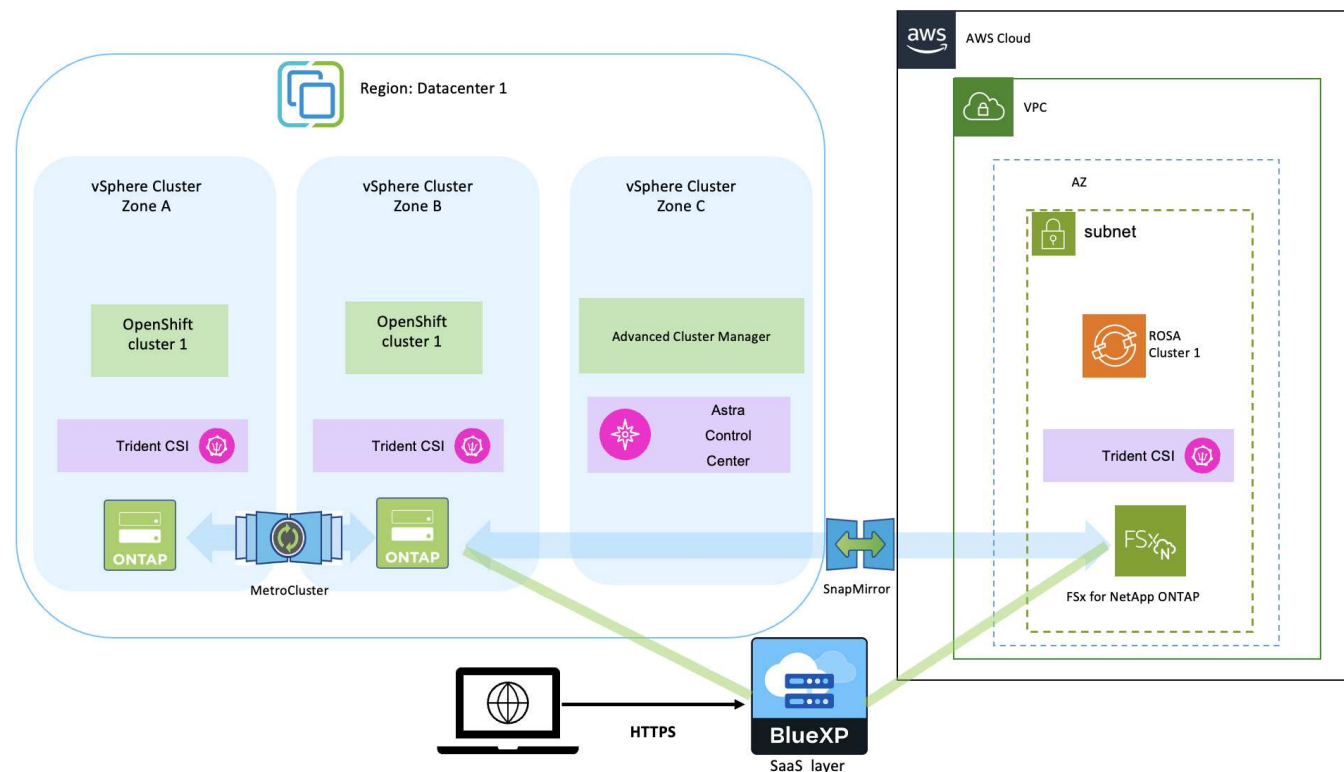 Region: Datacenter 1
vSphere Cluster
Zone A
OpenShift
cluster 1
Trident CSI
ONTAP
MetroCluster
vSphere Cluster
Zone B
OpenShift
cluster 1
Trident CSI
ONTAP
vSphere Cluster
Zone C
Advanced Cluster Manager
Astra
Control
Center
SnapMirror
aws
AWS Cloud
VPC
AZ
subnet
ROSA
Cluster 1
Trident CSI
FSx
N
FSx for NetApp ONTAP
HTTPS
BlueXP
SaaS layer